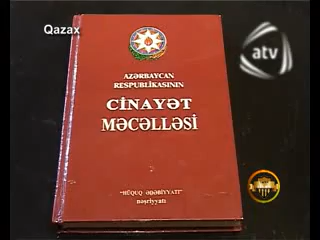 Qazax
atv
AZƏRBAYCAN
RESPUBLİKASININ
CİNAYƏT
MƏCƏLLƏSİ
"HÜQUQ ƏDƏBİYYATI"
nəşriyyatı